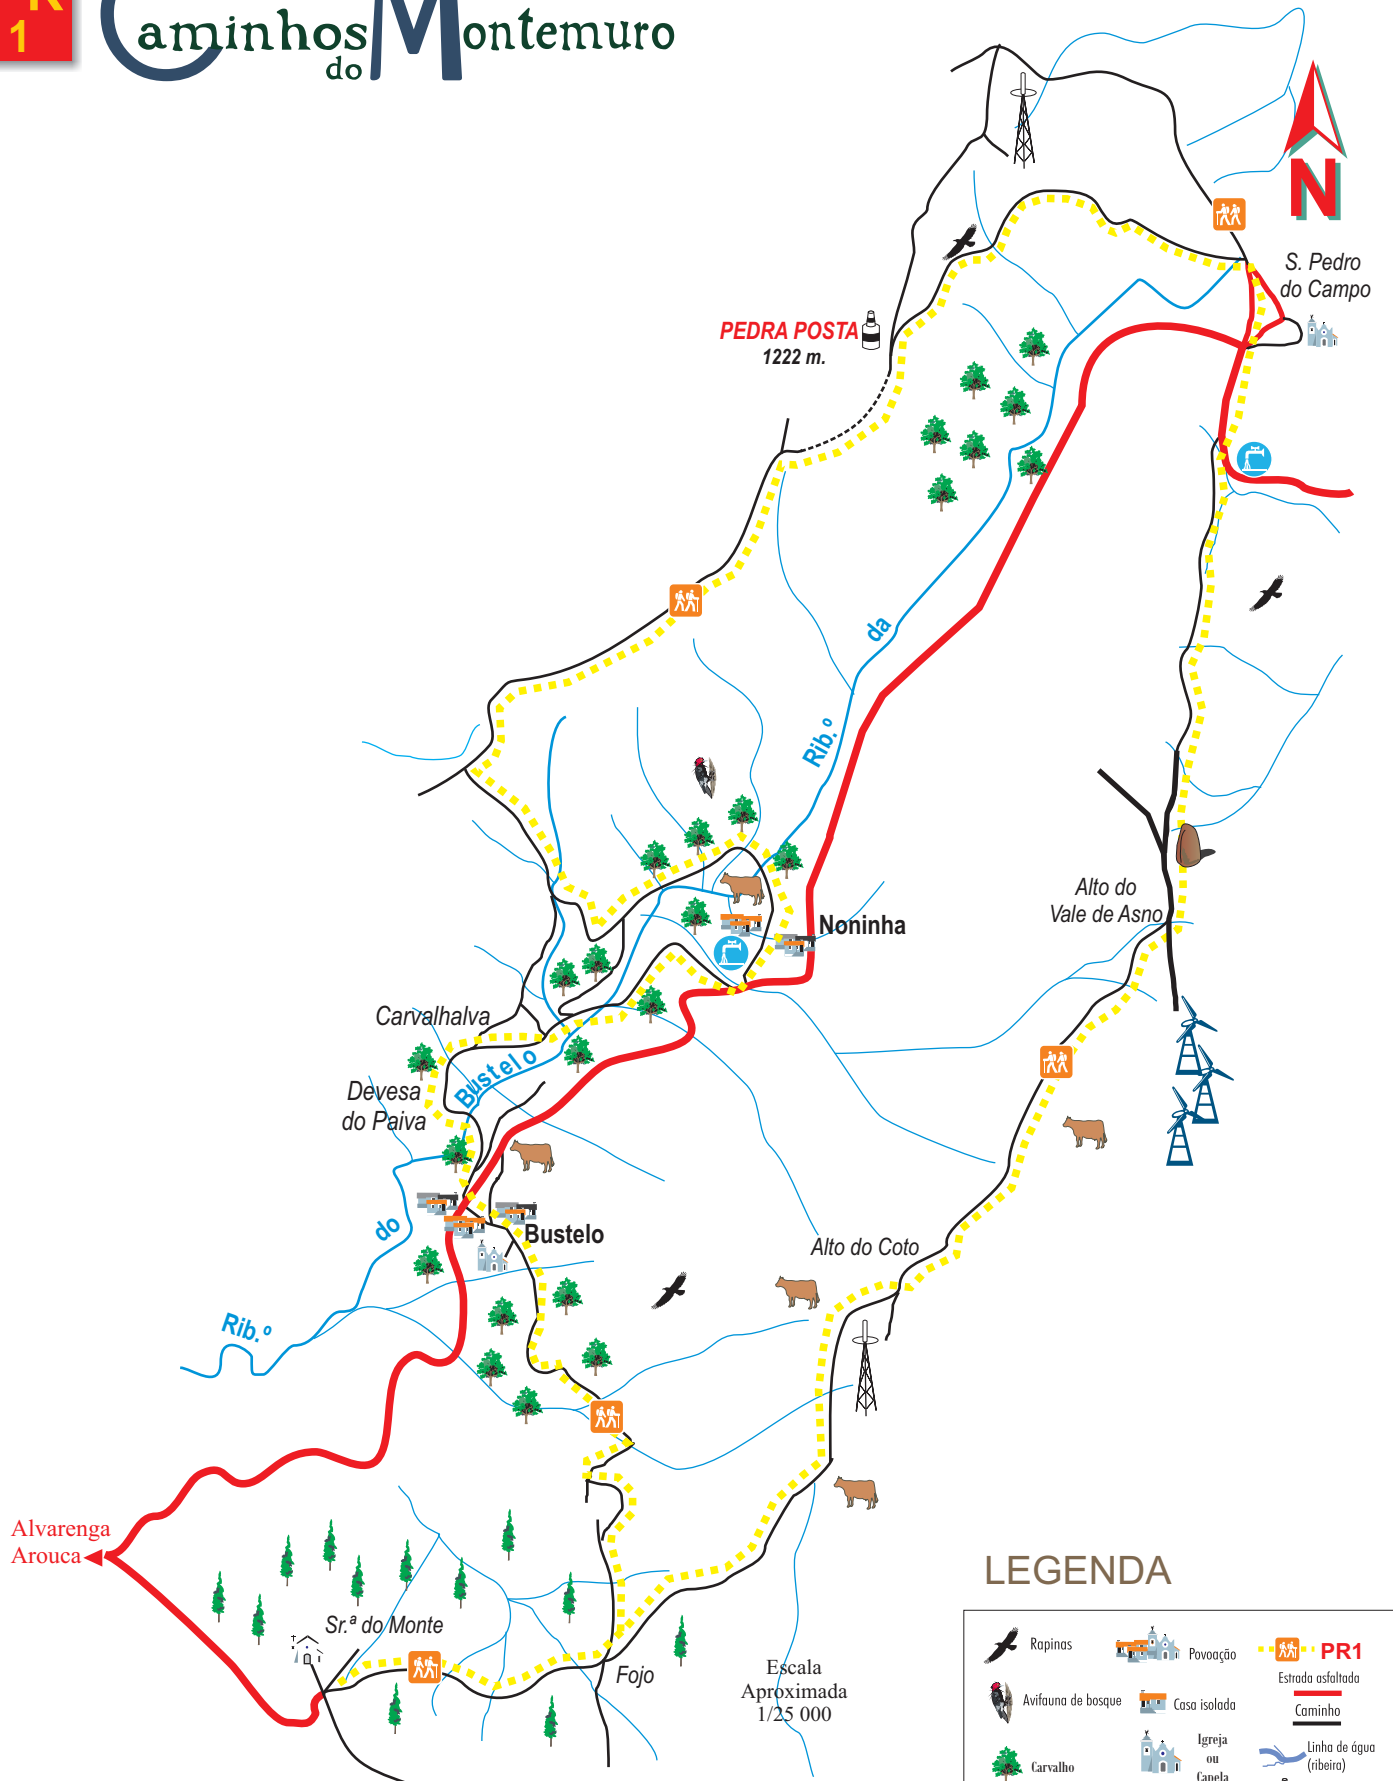 R
1
Caminhos
do
Montemuro
N
S. Pedro
do Campo
PEDRA POSTA
1222 m.
da
Rib.º
Alto do
Vale de Asno
Noninha
Carvalhalva
Bustelo
Devesa
do Paiva
do
Bustelo
Alto do Coto
Rib.º
Alvarenga
Arouca
Sr.ª do Monte
Fojo
Escala
Aproximada
1/25 000
LEGENDA
Rapinas
Povoação
PR1
Estrada asfaltada
Avifauna de bosque
Casa isolada
Caminho
Carvalho
Igreja
ou
Capela
Linha de água
(ribeira)